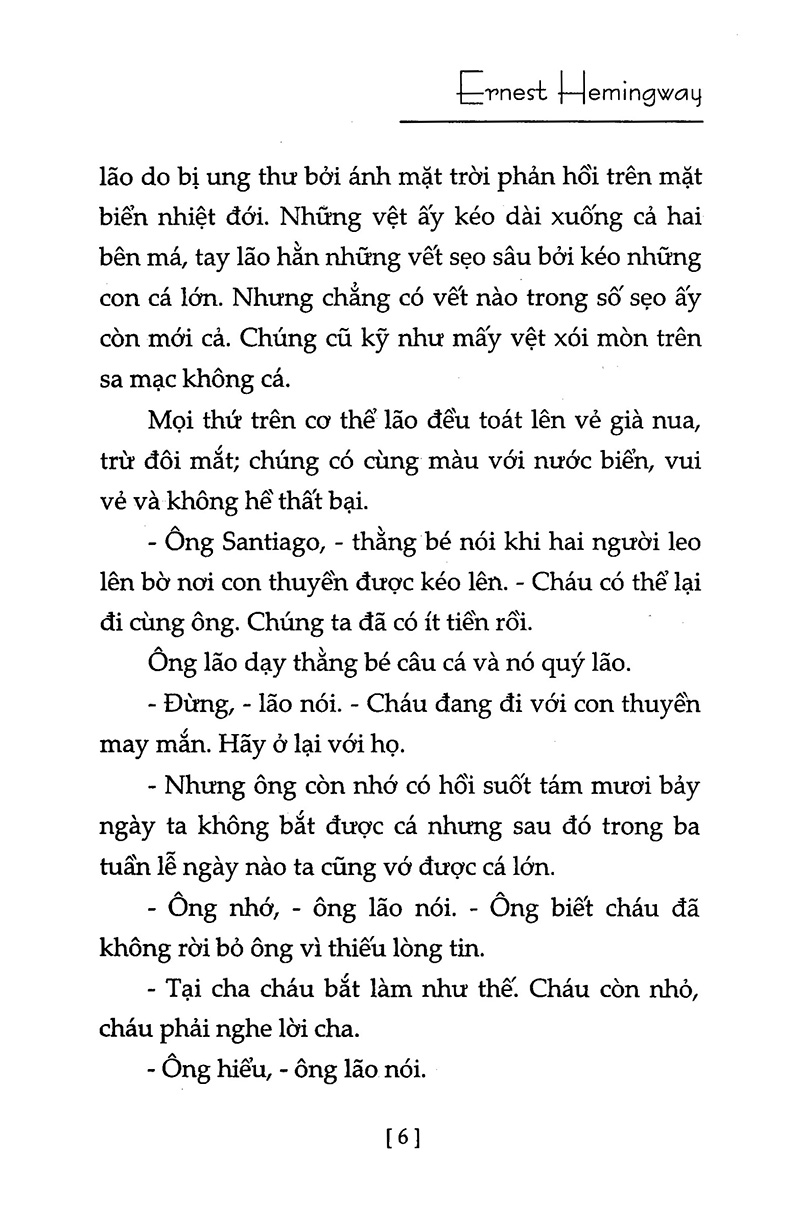 Ernest Hemingway
lão do bị ung thư bởi ánh mặt trời phản hồi trên mặt
biển nhiệt đới. Những vệt ấy kéo dài xuống cả hai
bên má, tay lão hằn những vết sẹo sâu bởi kéo những
con cá lớn. Nhưng chẳng có vết nào trong số sẹo ấy
còn mới cả. Chúng cũ kỹ như mấy vệt xói mòn trên
sa mạc không cá.
Mọi thứ trên cơ thể lão đều toát lên vẻ già nua,
trừ đôi mắt; chúng có cùng màu với nước biển, vui
vẻ và không hề thất bại.
- Ông Santiago, - thằng bé nói khi hai người leo
lên bờ nơi con thuyền được kéo lên. - Cháu có thể lại
đi cùng ông. Chúng ta đã có ít tiền rồi.
Ông lão dạy thằng bé câu cá và nó quý lão.
- Đừng, - lão nói. - Cháu đang đi với con thuyền
may mắn. Hãy ở lại với họ.
- Nhưng ông còn nhớ có hồi suốt tám mươi bảy
ngày ta không bắt được cá nhưng sau đó trong ba
tuần lễ ngày nào ta cũng vớ được cá lớn.
- Ông nhớ, - ông lão nói. - Ông biết cháu đã
không rời bỏ ông vì thiếu lòng tin.
- Tại cha cháu bắt làm như thế. Cháu còn nhỏ,
cháu phải nghe lời cha.
- Ông hiểu, - ông lão nói.
[ 6 ]